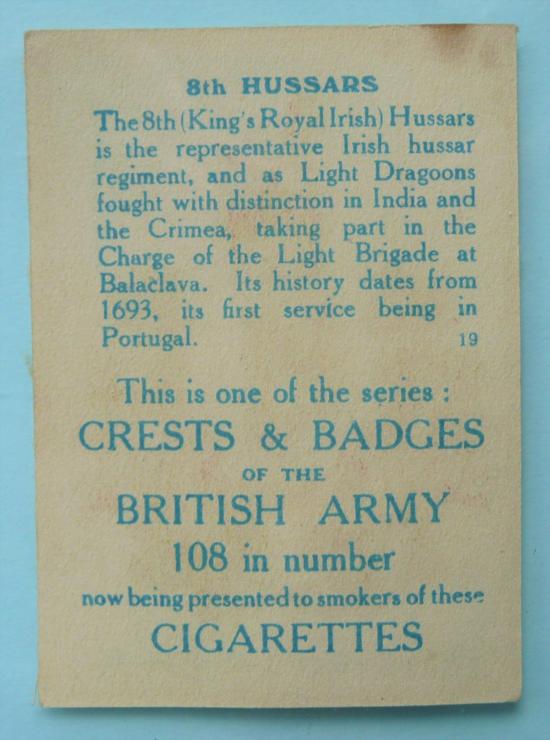 8th HUSSARS
The 8th (King's Royal Irish) Hussars
is the representative Irish hussar
regiment, and as Light Dragoons
fought with distinction in India and
the Crimea, taking part in the
Charge of the Light Brigade at
Balaclava. Its history dates from
1693, its first service being in
Portugal. 19
This is one of the series :
CRESTS & BADGES
OF THE
BRITISH ARMY
108 in number
now being presented to smokers of these
CIGARETTES